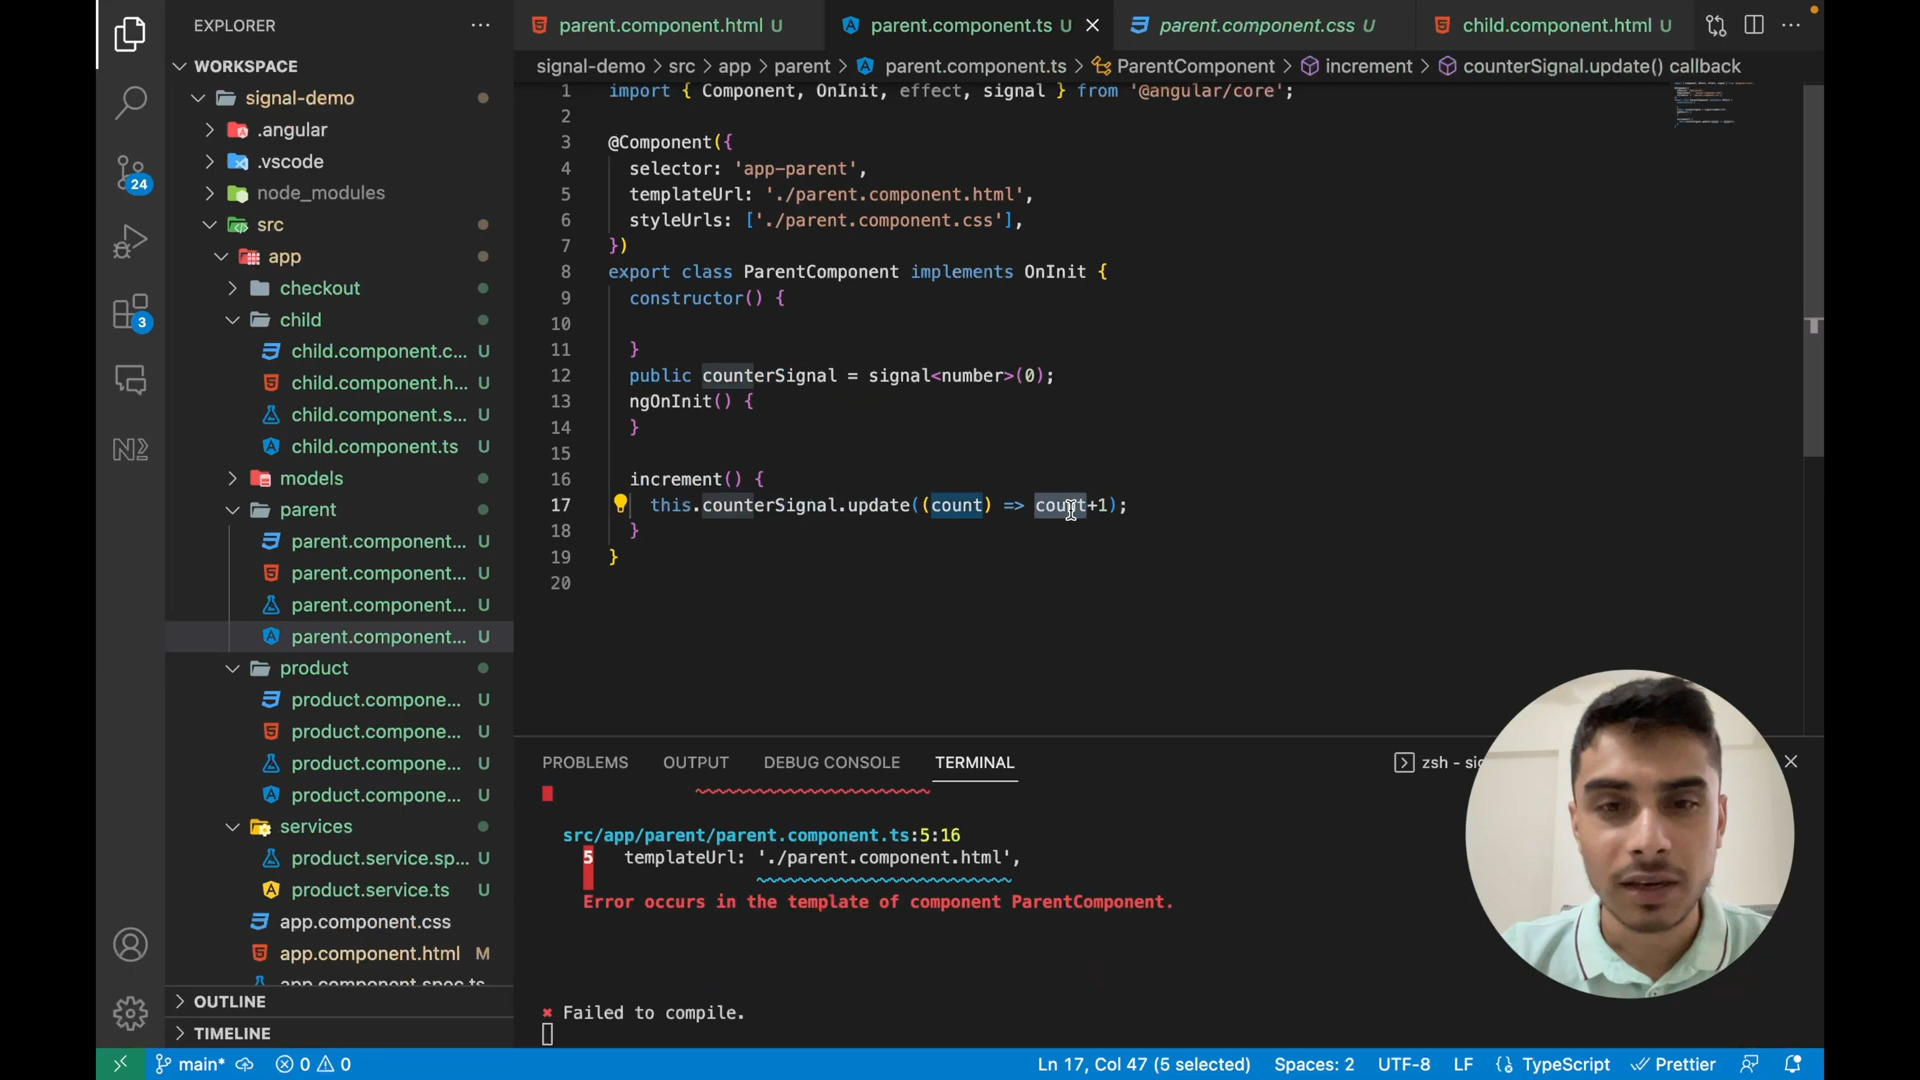 EXPLORER
WORKSPACE
signal-demo
.angular
.vscode
node_modules
src
app
checkout
child
child.component.c... U
child.component.h... U
child.component.s... U
child.component.ts U
models
parent
parent.component... U
parent.component... U
parent.component... U
parent.component... U
product
product.compone... U
product.compone... U
product.compone... U
product.compone... U
services
product.service.sp... U
product.service.ts U
app.component.css
app.component.html M
app.component.spec.ts
OUTLINE
TIMELINE
24
3
parent.component.html U
parent.component.ts U
parent.component.css U
child.component.html U
signal-demo > src > app > parent > parent.component.ts > ParentComponent > increment > counterSignal.update() callback
1 import { Component, OnInit, effect, signal } from '@angular/core';
2
3 @Component({
4 selector: 'app-parent',
5 templateUrl: './parent.component.html',
6 styleUrls: ['./parent.component.css'],
7 })
8 export class ParentComponent implements OnInit {
9 constructor() {
10
11 }
12 public counterSignal = signal<number>(0);
13 ngOnInit() {
14 }
15
16 increment() {
17 this.counterSignal.update((count) => count+1);
18 }
19 }
20
PROBLEMS OUTPUT DEBUG CONSOLE TERMINAL
zsh - sig
src/app/parent/parent.component.ts:5:16
5 templateUrl: './parent.component.html',
Error occurs in the template of component ParentComponent.
✖ Failed to compile.
main* 0 0 Ln 17, Col 47 (5 selected) Spaces: 2 UTF-8 LF {} TypeScript Prettier